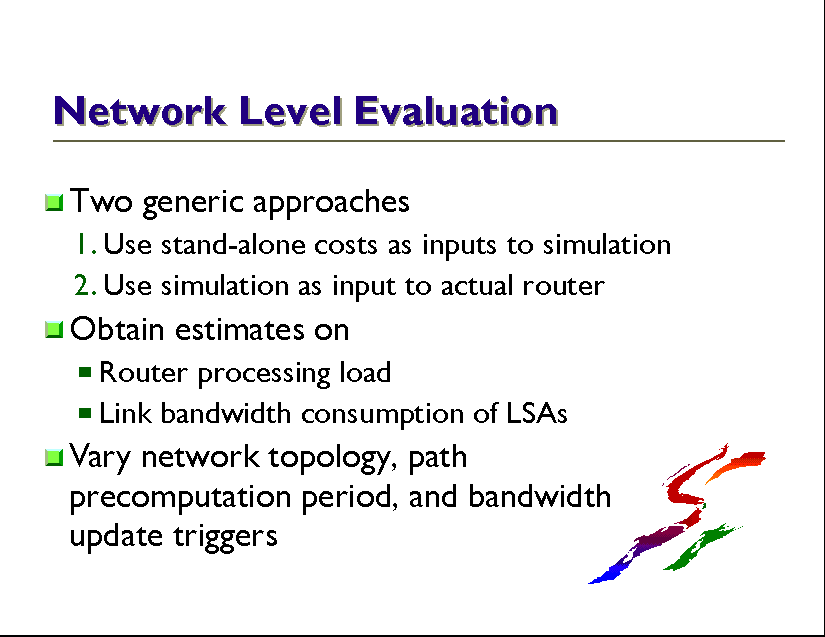 Network Level Evaluation
Two generic approaches
1. Use stand-alone costs as inputs to simulation
2. Use simulation as input to actual router
Obtain estimates on
Router processing load
Link bandwidth consumption of LSAs
Vary network topology, path
precomputation period, and bandwidth
update triggers